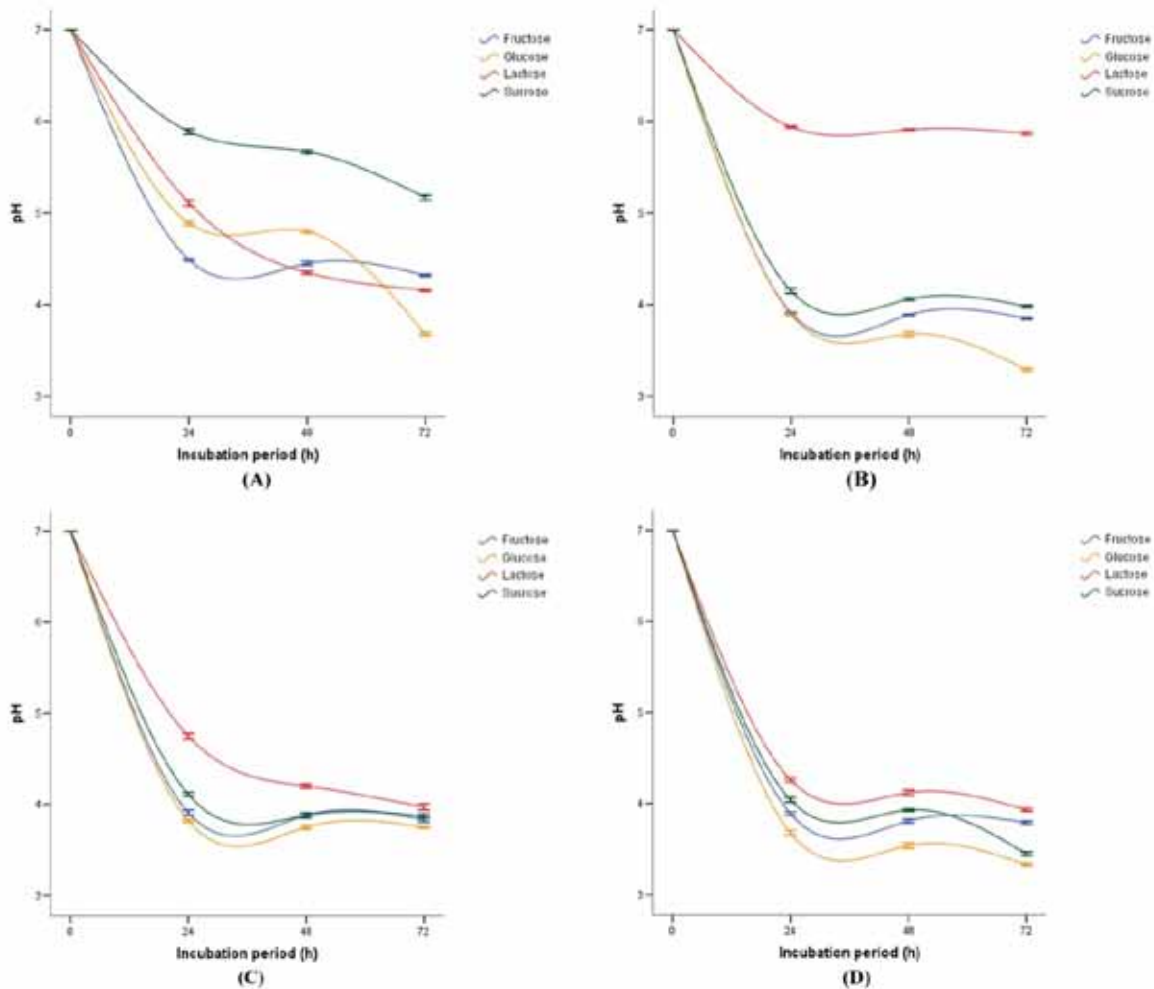 7
6
5
4
3
pH
0
24
48
72
Incubation period (h)
(A)
Fructose
Glucose
Lactose
Sucrose
7
6
5
4
3
pH
0
24
48
72
Incubation period (h)
(B)
Fructose
Glucose
Lactose
Sucrose
7
6
5
4
3
pH
0
24
48
72
Incubation period (h)
(C)
Fructose
Glucose
Lactose
Sucrose
7
6
5
4
3
pH
0
24
48
72
Incubation period (h)
(D)
Fructose
Glucose
Lactose
Sucrose